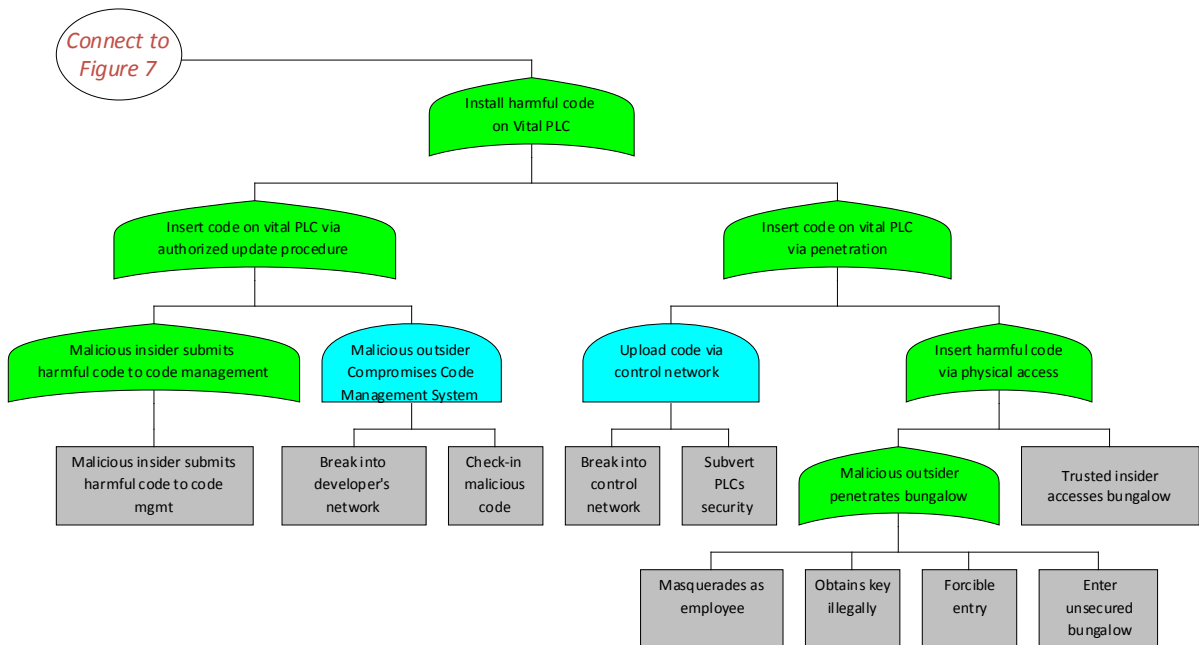 Connect to
Figure 7
Install harmful code
on Vital PLC
Insert code on vital PLC via
authorized update procedure
Insert code on vital PLC
via penetration
Malicious insider submits
harmful code to code management
Malicious outsider
Compromises Code
Management System
Upload code via
control network
Insert harmful code
via physical access
Malicious insider submits
harmful code to code
mgmt
Break into
developer's
network
Check-in
malicious
code
Break into
control
network
Subvert
PLCs
security
Malicious outsider
penetrates bungalow
Trusted insider
accesses bungalow
Masquerades as
employee
Obtains key
illegally
Forcible
entry
Enter
unsecured
bungalow